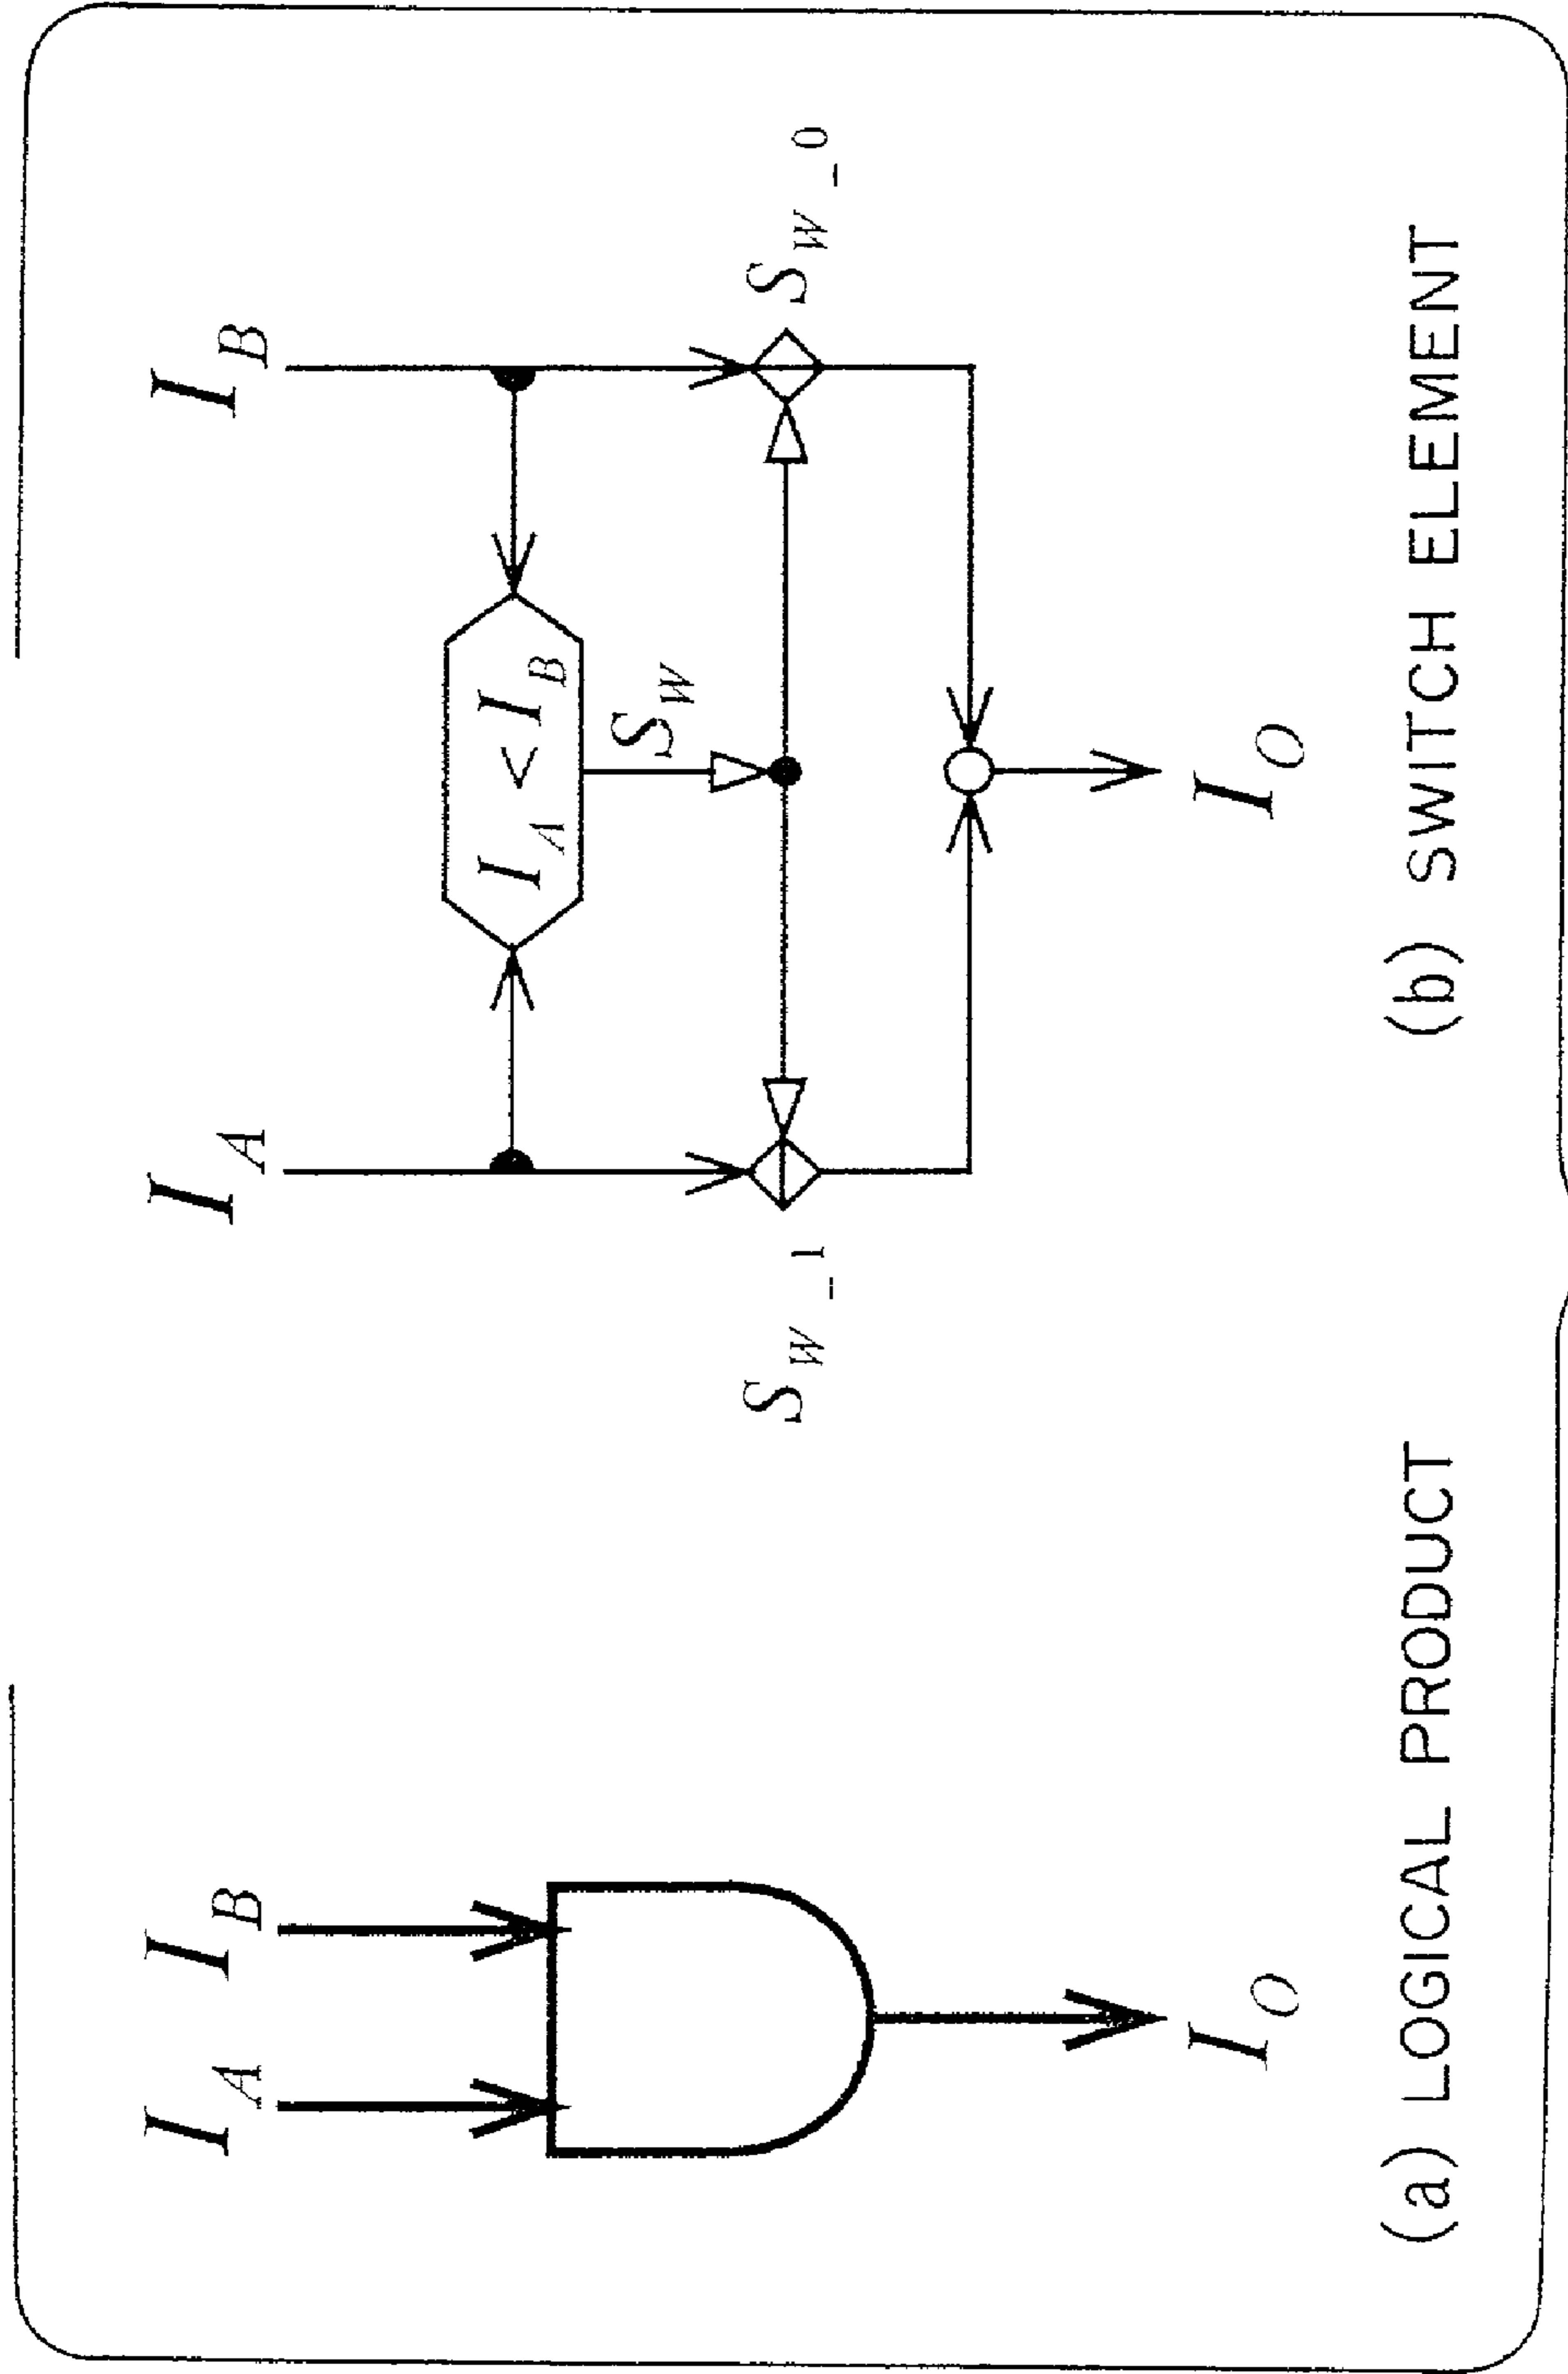 I_A I_B
I_O
(a) LOGICAL PRODUCT
I_A I_B
I_A < I_B
S_W
S_W_1
S_W_0
I_O
(b) SWITCH ELEMENT